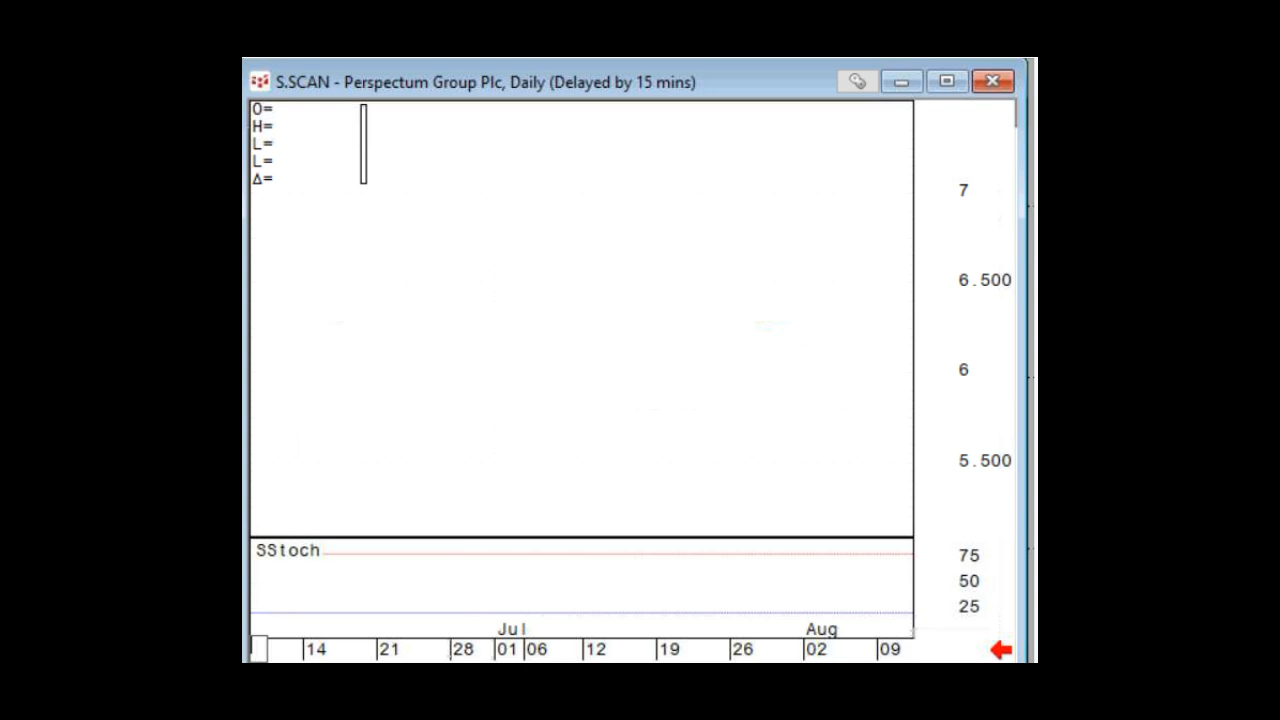 S.SCAN - Perspectum Group Plc, Daily (Delayed by 15 mins)
O=
H=
L=
L=
Δ=
7
6.500
6
5.500
SStoch
75
50
25
Jul Aug
14 21 28 01 06 12 19 26 02 09